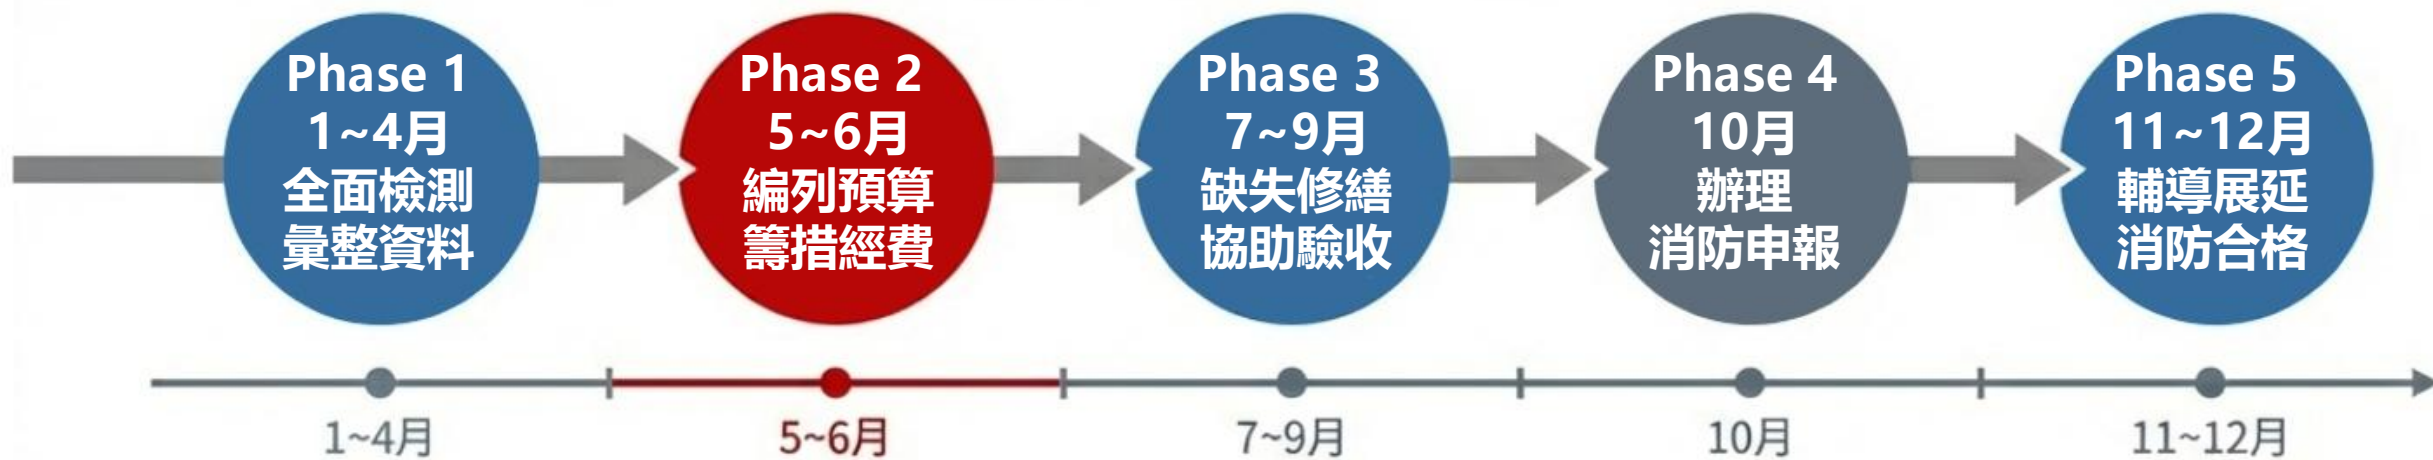 Phase 1
1~4月
全面檢測
彙整資料
Phase 2
5~6月
編列預算
籌措經費
Phase 3
7~9月
缺失修繕
協助驗收
Phase 4
10月
辦理
消防申報
Phase 5
11~12月
輔導展延
消防合格
1~4月
5~6月
7~9月
10月
11~12月